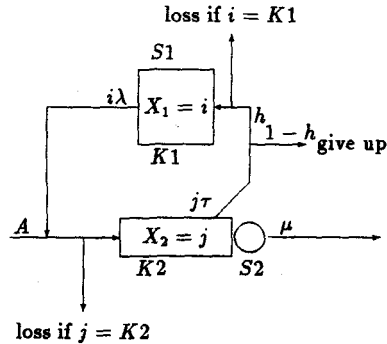 loss if i = K1
S1
iλ
X₁ = i
h
K1
1 − h
give up
jτ
A
X₂ = j
μ
K2
S2
loss if j = K2